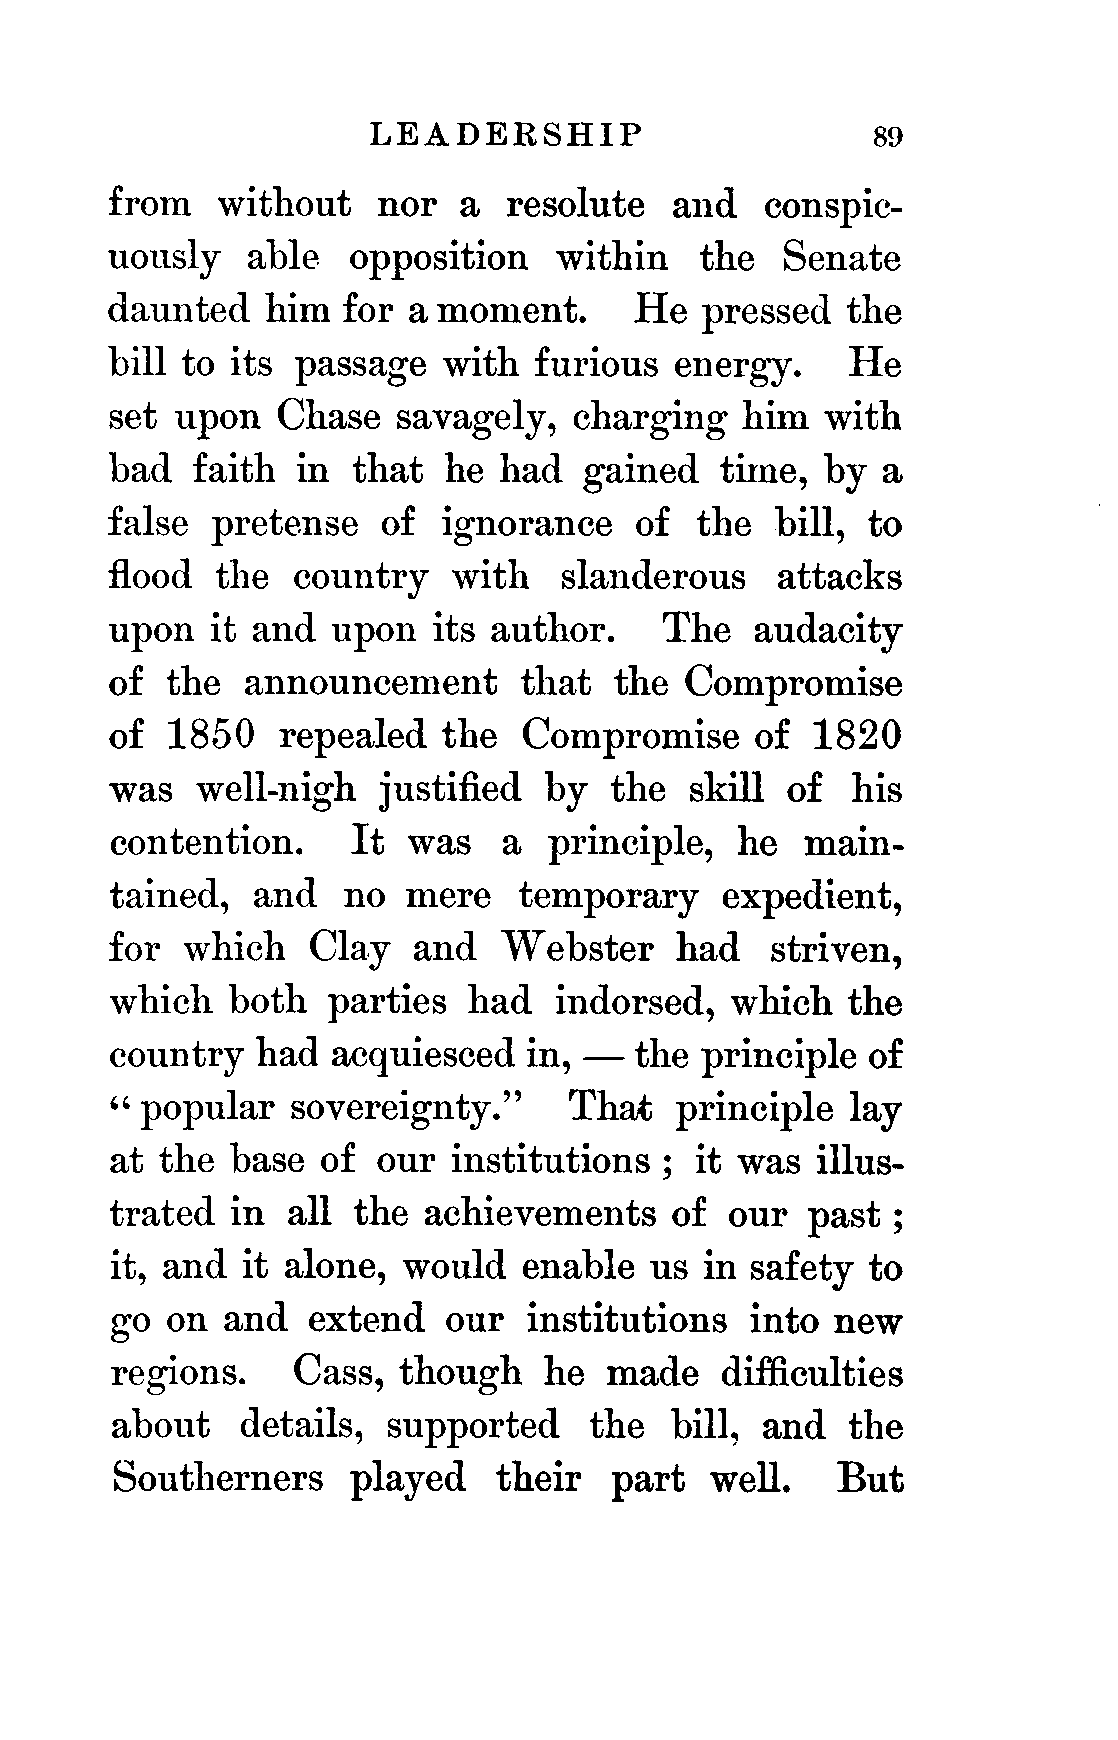 LEADERSHIP 89
from without nor a resolute and conspic-
uously able opposition within the Senate
daunted him for a moment. He pressed the
bill to its passage with furious energy. He
set upon Chase savagely, charging him with
bad faith in that he had gained time, by a
false pretense of ignorance of the bill, to
flood the country with slanderous attacks
upon it and upon its author. The audacity
of the announcement that the Compromise
of 1850 repealed the Compromise of 1820
was well-nigh justified by the skill of his
contention. It was a principle, he main-
tained, and no mere temporary expedient,
for which Clay and Webster had striven,
which both parties had indorsed, which the
country had acquiesced in, — the principle of
“ popular sovereignty.” That principle lay
at the base of our institutions ; it was illus-
trated in all the achievements of our past ;
it, and it alone, would enable us in safety to
go on and extend our institutions into new
regions. Cass, though he made difficulties
about details, supported the bill, and the
Southerners played their part well. But